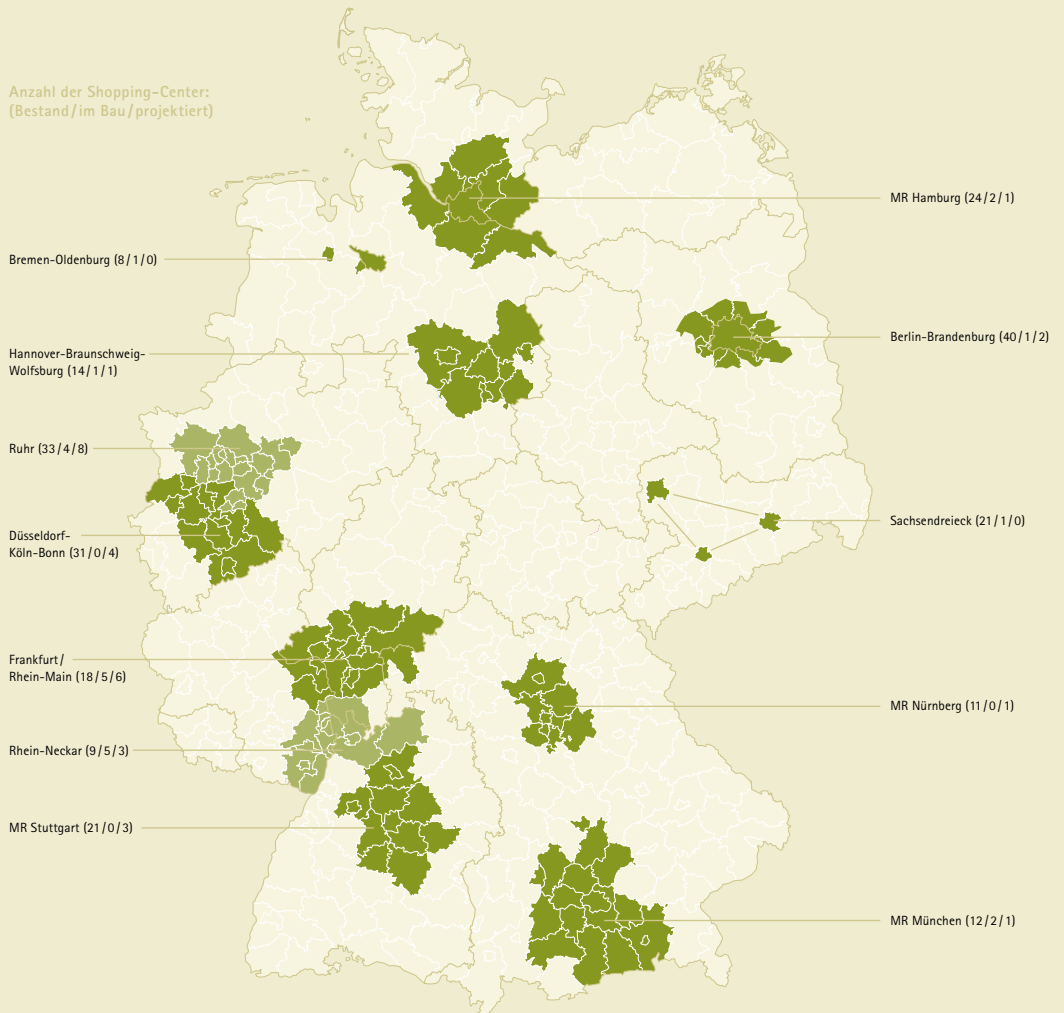 Anzahl der Shopping-Center:
(Bestand/im Bau/projektiert)
MR Hamburg (24/2/1)
Bremen-Oldenburg (8/1/0)
Berlin-Brandenburg (40/1/2)
Hannover-Braunschweig-
Wolfsburg (14/1/1)
Ruhr (33/4/8)
Sachsendreieck (21/1/0)
Düsseldorf-
Köln-Bonn (31/0/4)
Frankfurt/
Rhein-Main (18/5/6)
MR Nürnberg (11/0/1)
Rhein-Neckar (9/5/3)
MR Stuttgart (21/0/3)
MR München (12/2/1)